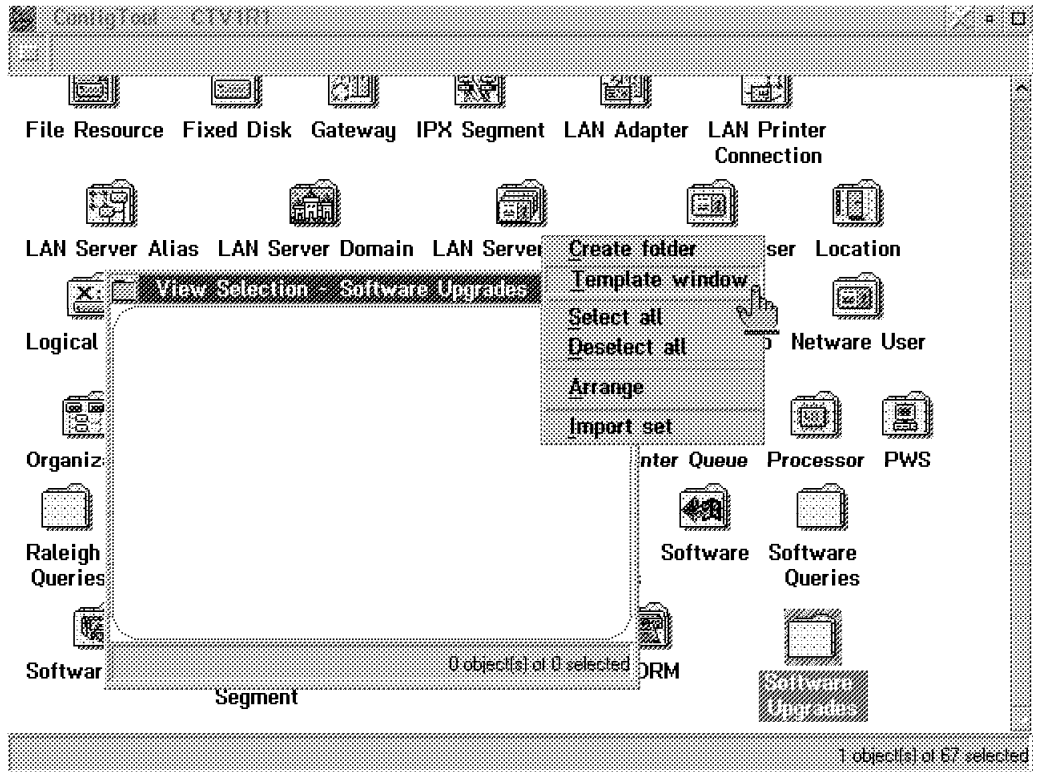 ConfigTool - CTV1R1
File Resource Fixed Disk Gateway IPX Segment LAN Adapter LAN Printer
Connection
LAN Server Alias LAN Server Domain LAN Server ser Location
Create folder
Template window
Select all
Deselect all
Arrange
Import set
View Selection - Software Upgrades
Logical Netware User
Organiz nter Queue Processor PWS
Raleigh
Queries
Software Software
Queries
0 object(s) of 0 selected
Softwar
Segment
ORM
Software
Upgrades
1 object(s) of 67 selected